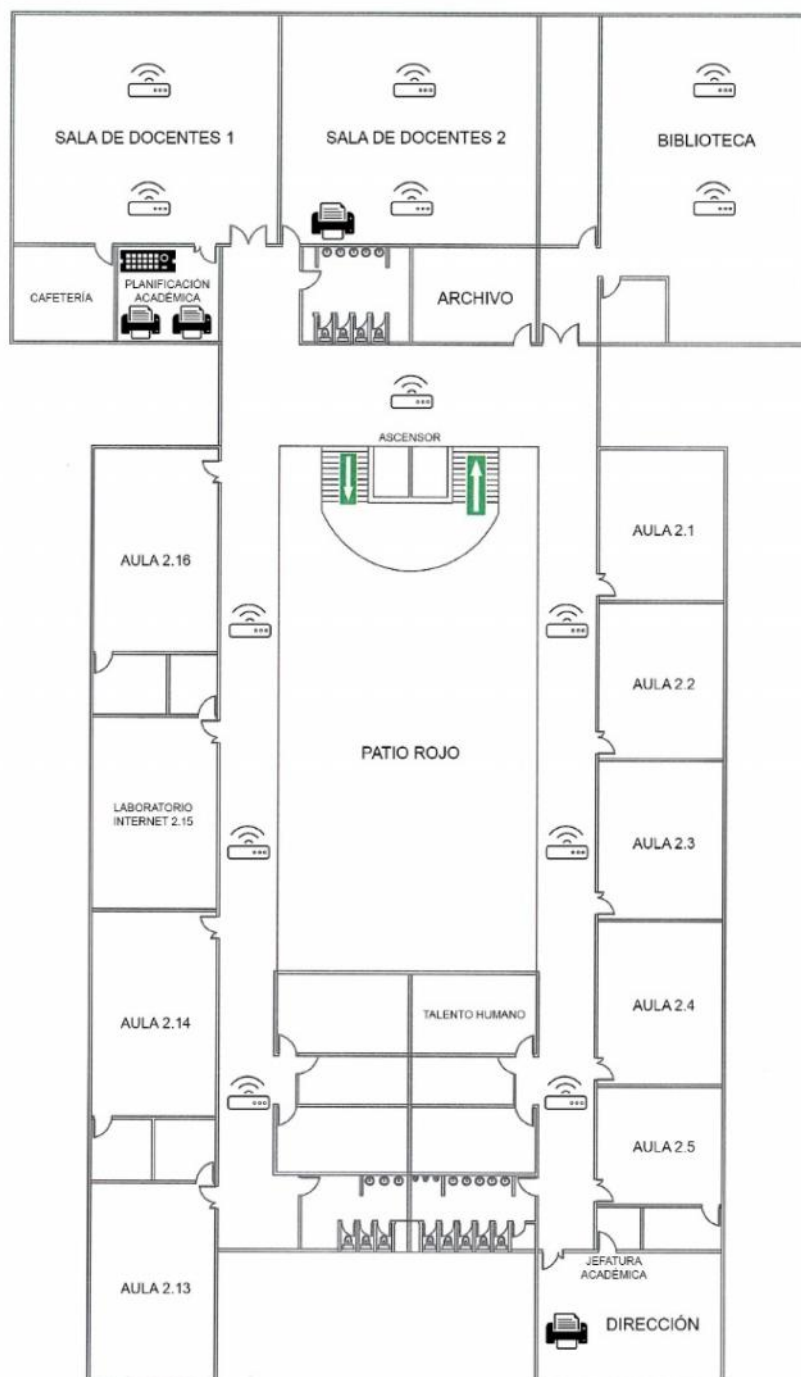 SALA DE DOCENTES 1
SALA DE DOCENTES 2
BIBLIOTECA
CAFETERÍA
PLANIFICACIÓN
ACADÉMICA
ARCHIVO
ASCENSOR
AULA 2.16
AULA 2.1
AULA 2.2
PATIO ROJO
LABORATORIO
INTERNET 2.15
AULA 2.3
AULA 2.14
TALENTO HUMANO
AULA 2.4
AULA 2.5
JEFATURA
ACADÉMICA
AULA 2.13
DIRECCIÓN